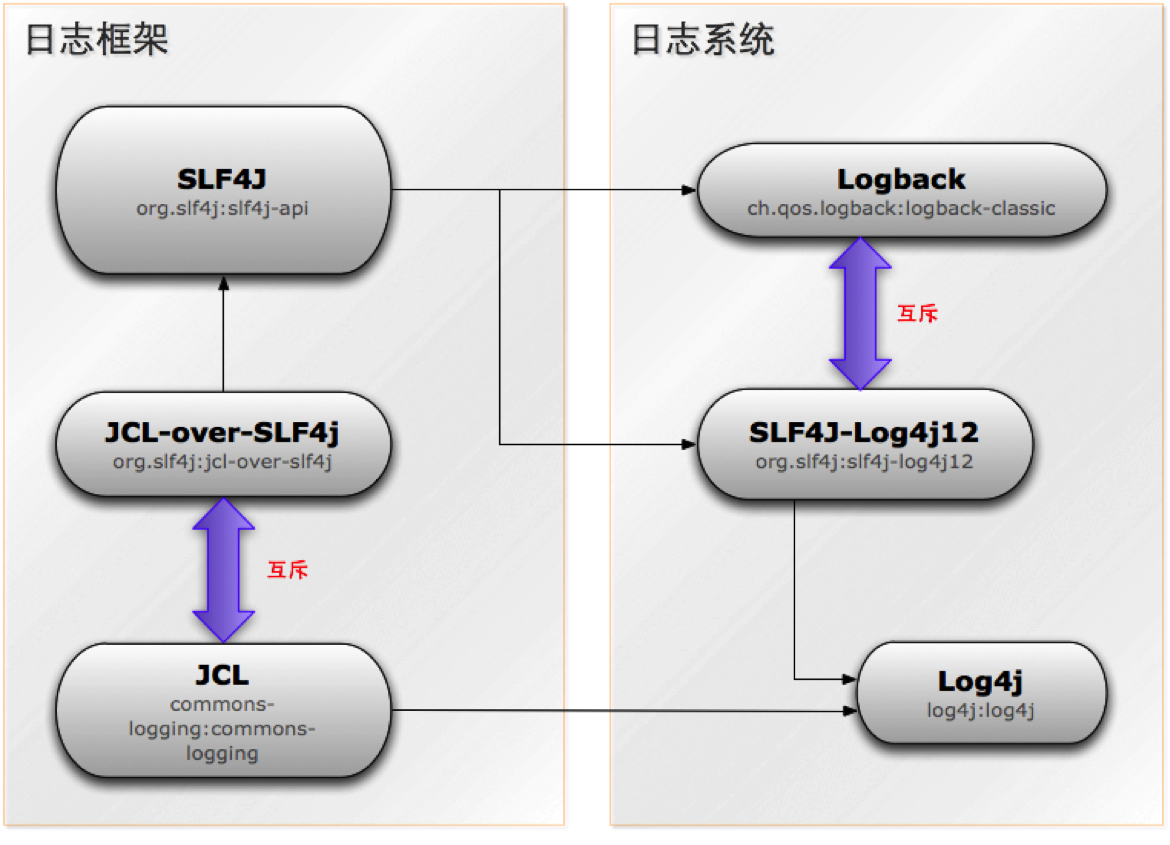 日志框架
SLF4J
org.slf4j:slf4j-api
JCL-over-SLF4j
org.slf4j:jcl-over-slf4j
互斥
JCL
commons-
logging:commons-
logging
日志系统
Logback
ch.qos.logback:logback-classic
互斥
SLF4J-Log4j12
org.slf4j:slf4j-log4j12
Log4j
log4j:log4j